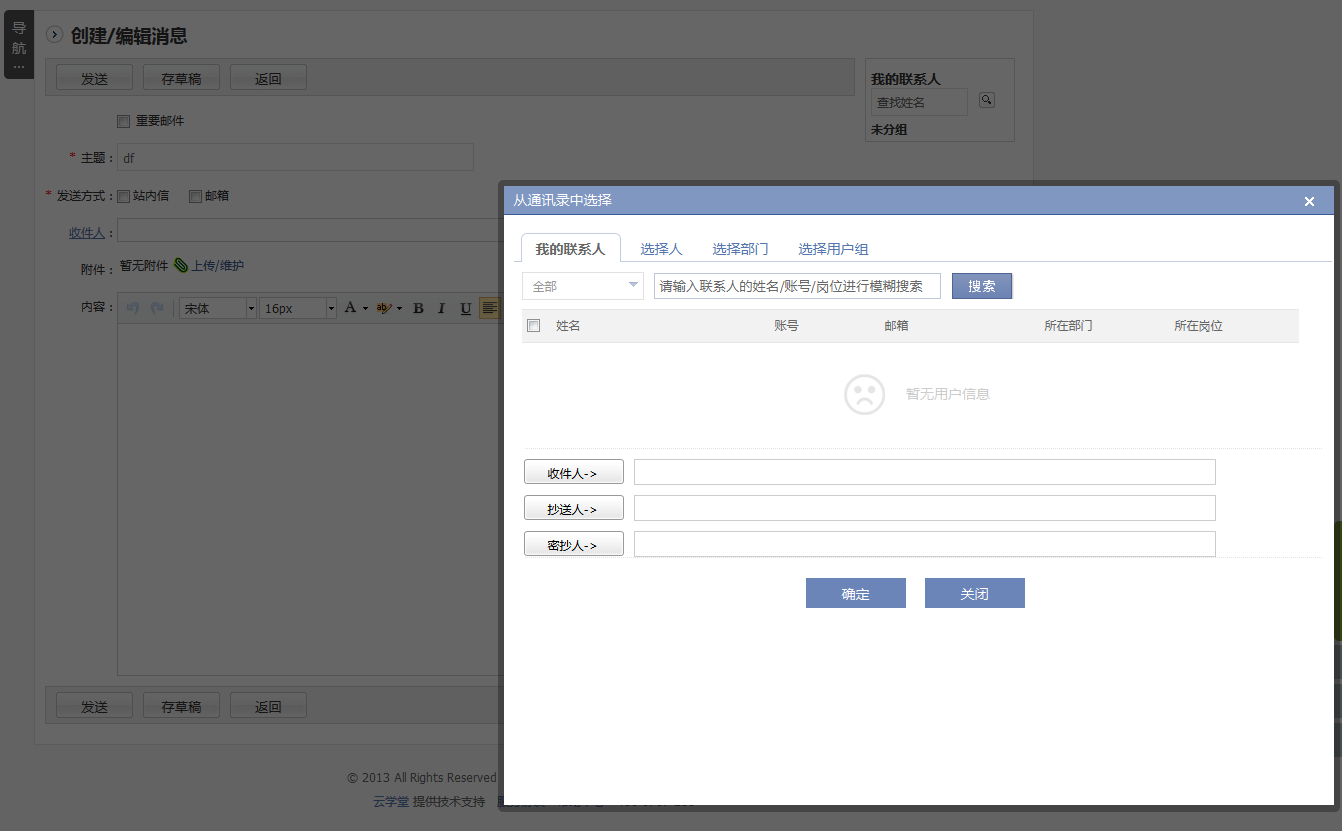 导航...
创建/编辑消息
发送 存草稿 返回
我的联系人
查找姓名
未分组
重要邮件
* 主题： df
* 发送方式： 站内信 邮箱
收件人：
附件： 暂无附件 上传/维护
内容： 宋体 16px A ab B I U
从通讯录中选择 ×
我的联系人 选择人 选择部门 选择用户组
全部 请输入联系人的姓名/账号/岗位进行模糊搜索 搜索
姓名 账号 邮箱 所在部门 所在岗位
暂无用户信息
收件人->
抄送人->
密抄人->
确定 关闭
发送 存草稿 返回
© 2013 All Rights Reserved
云学堂 提供技术支持